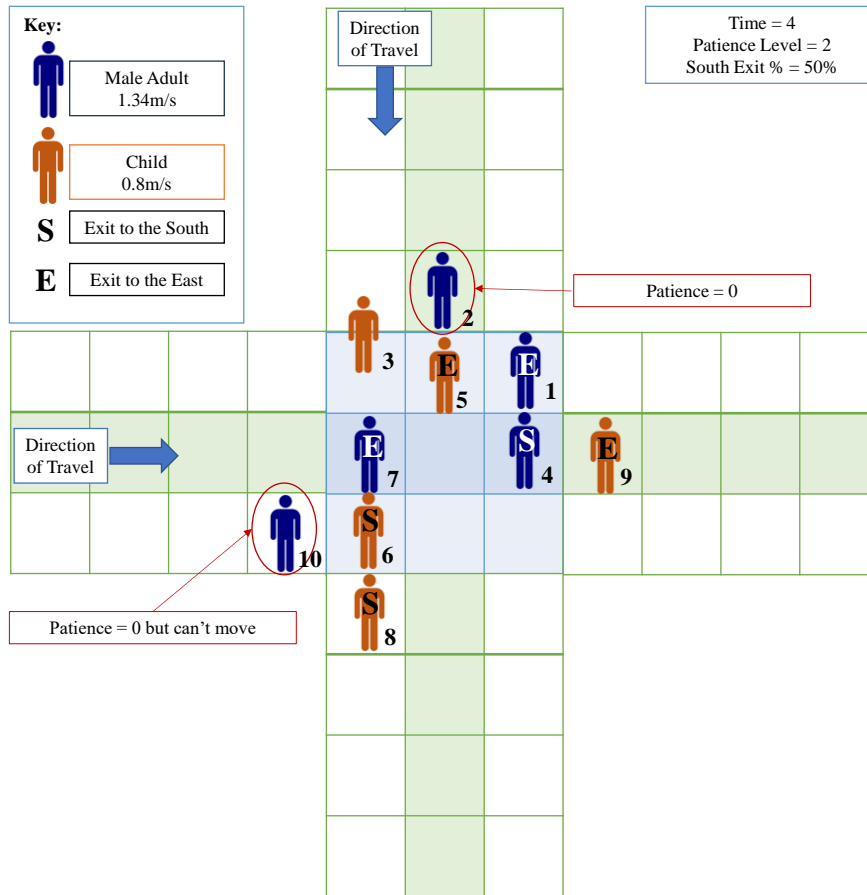 Key:
Male Adult
1.34m/s
Child
0.8m/s
S
Exit to the South
E
Exit to the East
Direction
of Travel
Time = 4
Patience Level = 2
South Exit % = 50%
2
Patience = 0
3
E
5
E
1
Direction
of Travel
E
7
S
4
E
9
10
S
6
Patience = 0 but can't move
S
8